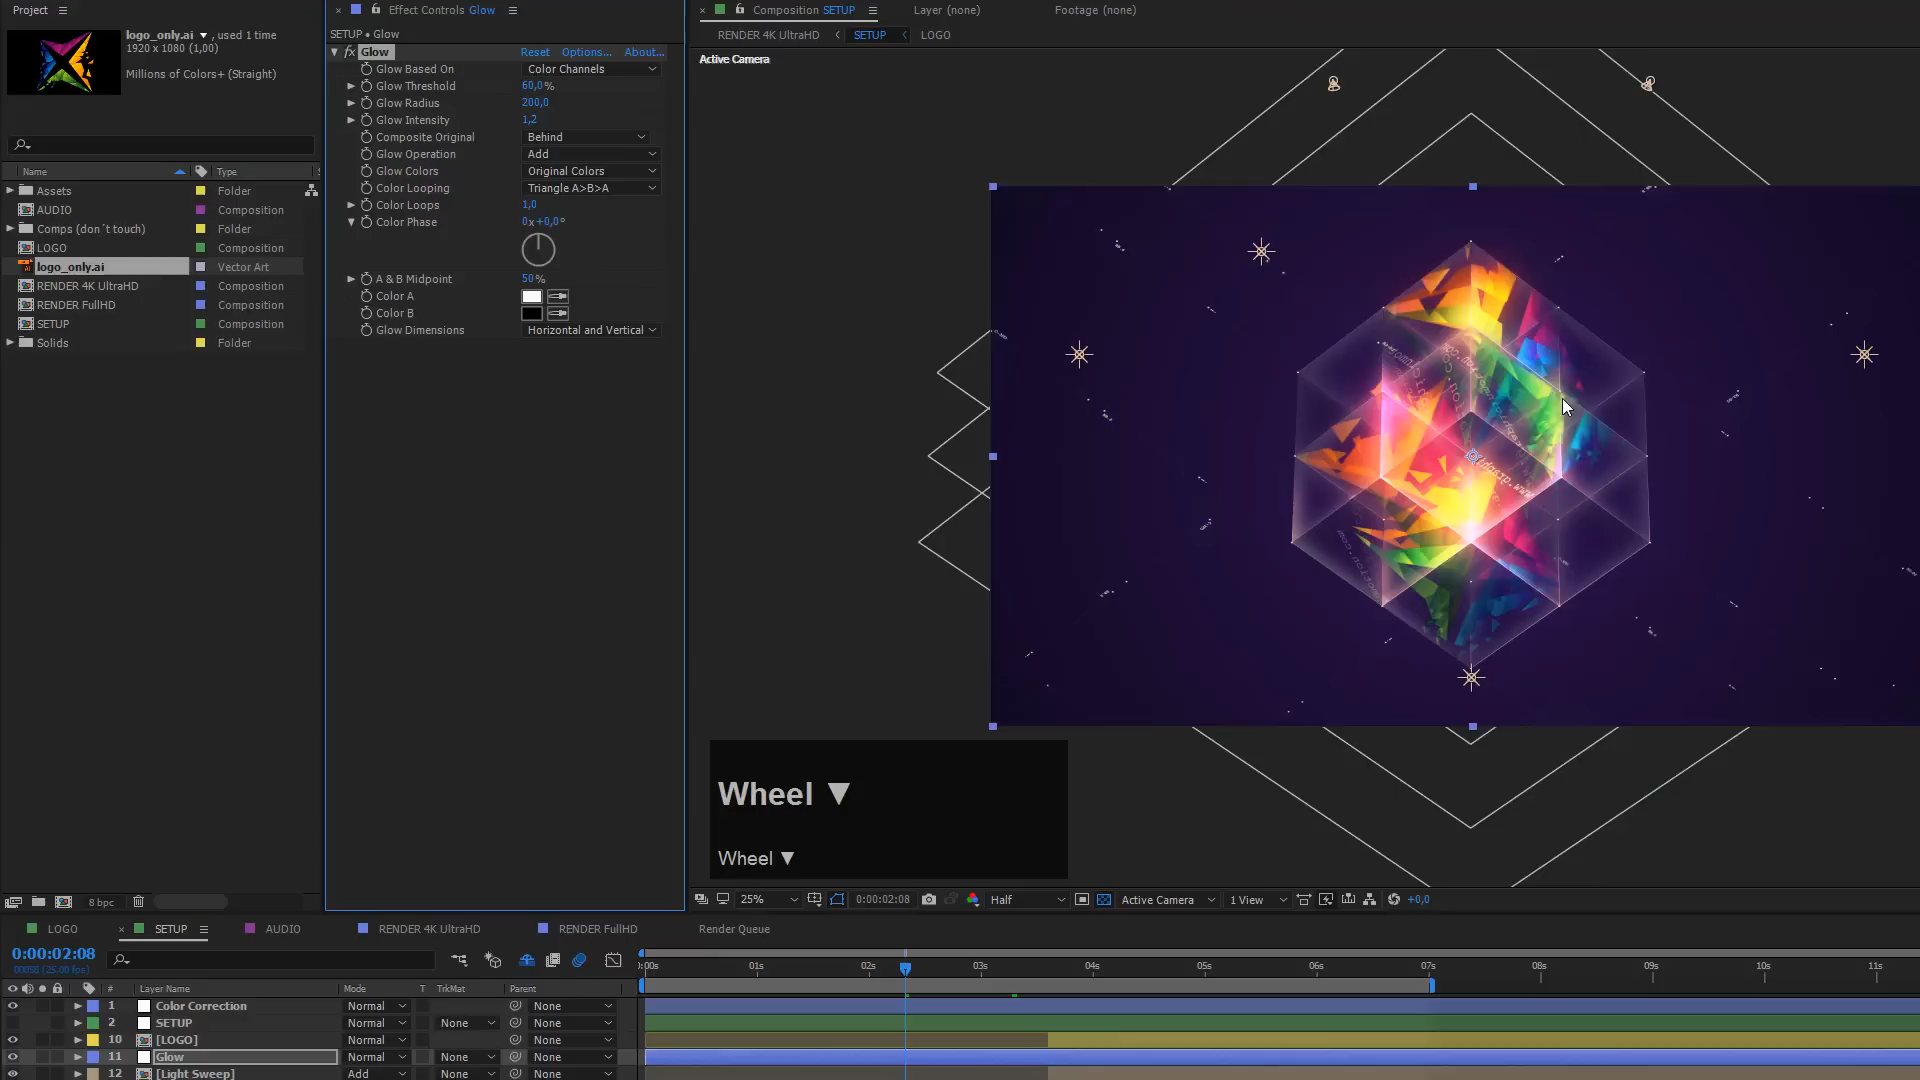 Project
logo_only.ai ▼ , used 1 time
1920 x 1080 (1,00)
Millions of Colors+ (Straight)
Name Type
Assets Folder
AUDIO Composition
Comps (don´t touch) Folder
LOGO Composition
logo_only.ai Vector Art
RENDER 4K UltraHD Composition
RENDER FullHD Composition
SETUP Composition
Solids Folder
8 bpc
Effect Controls Glow
SETUP • Glow
fx Glow Reset Options... About...
Glow Based On Color Channels
Glow Threshold 60,0%
Glow Radius 200,0
Glow Intensity 1,2
Composite Original Behind
Glow Operation Add
Glow Colors Original Colors
Color Looping Triangle A>B>A
Color Loops 1,0
Color Phase 0x+0,0°
A & B Midpoint 50%
Color A
Color B
Glow Dimensions Horizontal and Vertical
Composition SETUP Layer (none) Footage (none)
RENDER 4K UltraHD SETUP LOGO
Active Camera
Wheel ▼
Wheel ▼
25% 0:00:02:08 Half Active Camera 1 View +0,0
LOGO SETUP AUDIO RENDER 4K UltraHD RENDER FullHD Render Queue
0:00:02:08
00058 (25.00 fps)
:00s 01s 02s 03s 04s 05s 06s 07s 08s 09s 10s 11s
# Layer Name Mode T TrkMat Parent
1 Color Correction Normal None
2 SETUP Normal None None
10 [LOGO] Normal None None
11 Glow Normal None None
12 [Light Sweep] Add None None